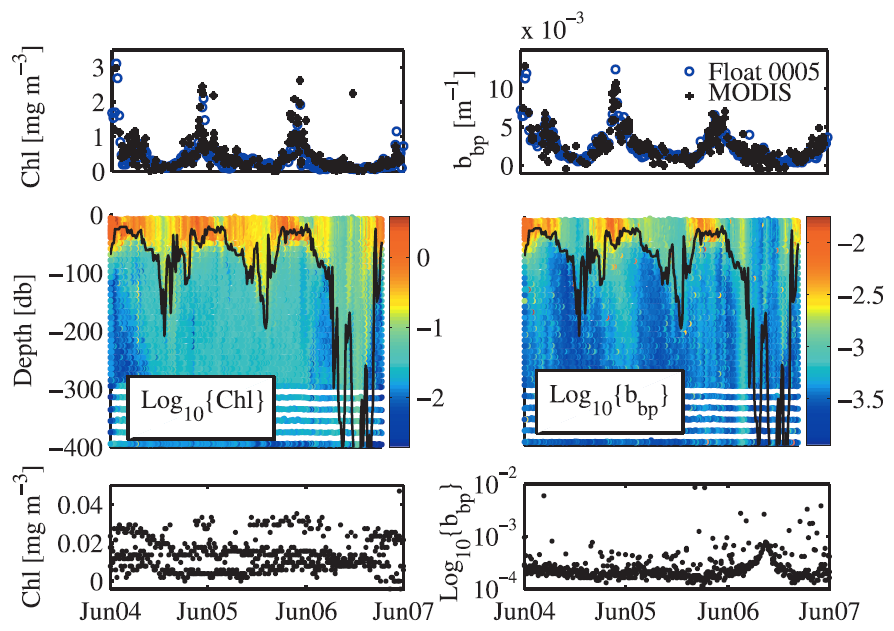 x 10⁻³
Chl [mg m⁻³]
3
2
1
0
b_bp [m⁻¹]
10
5
0
Float 0005
MODIS
Depth [db]
0
−100
−200
−300
−400
Log₁₀{Chl}
0
−1
−2
Log₁₀{b_bp}
−2
−2.5
−3
−3.5
Chl [mg m⁻³]
0.04
0.02
0
Jun04 Jun05 Jun06 Jun07
Log₁₀{b_bp}
10⁻²
10⁻³
10⁻⁴
Jun04 Jun05 Jun06 Jun07